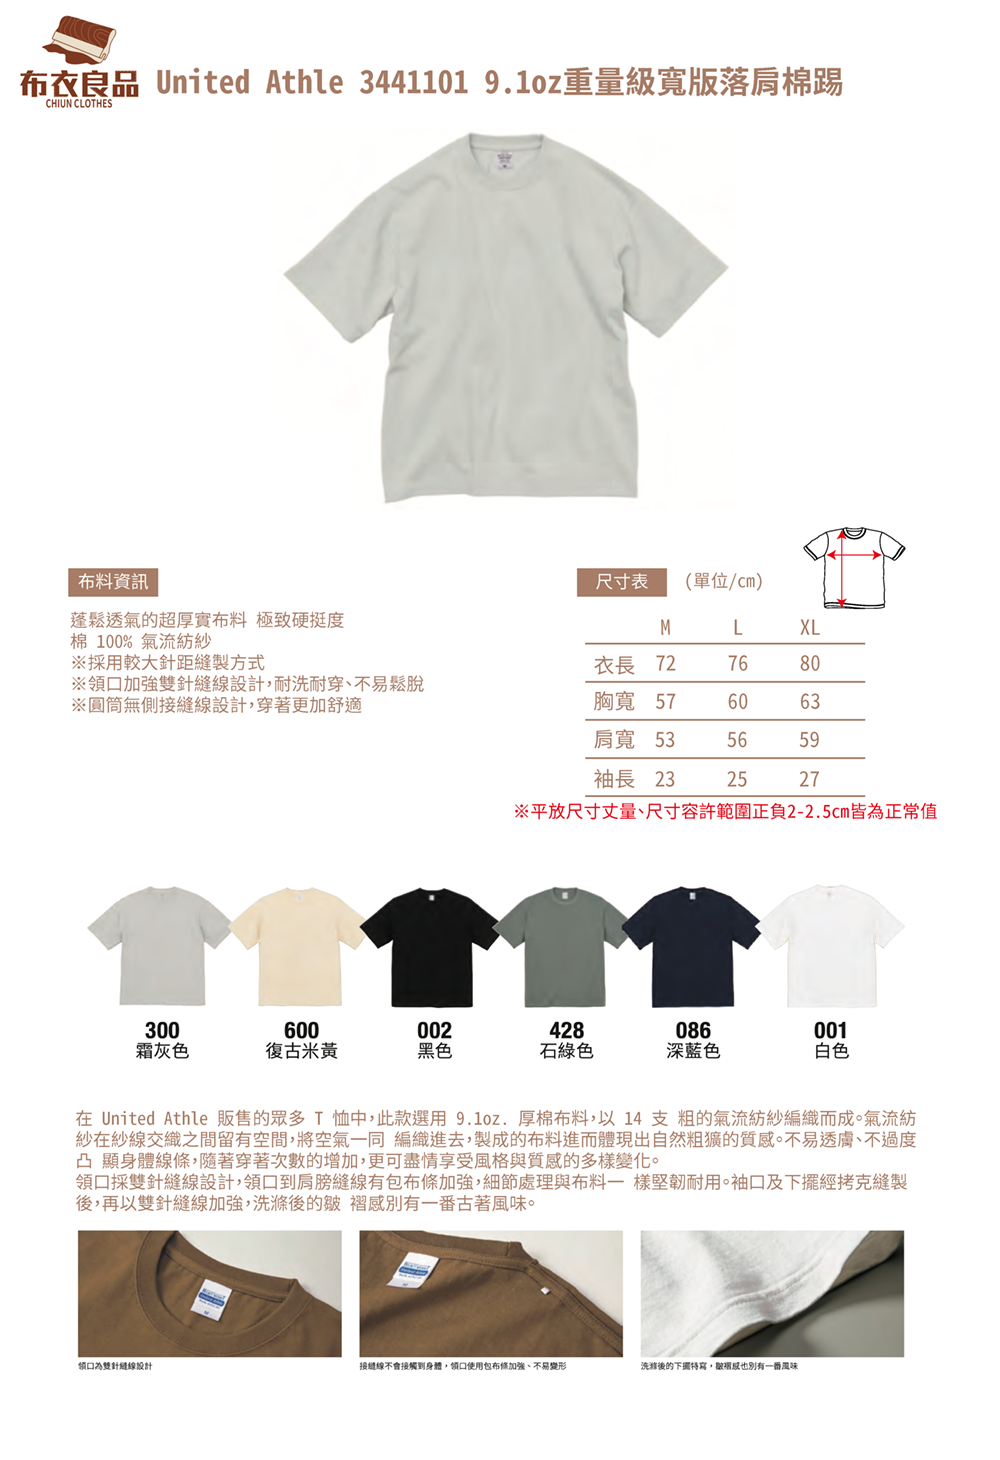 布衣良品
CHIUN CLOTHES
United Athle 3441101 9.1oz重量級寬版落肩棉踢
布料資訊
蓬鬆透氣的超厚實布料 極致硬挺度
棉 100% 氣流紡紗
※採用較大針距縫製方式
※領口加強雙針縫線設計,耐洗耐穿、不易鬆脫
※圓筒無側接縫線設計,穿著更加舒適
尺寸表 (單位/cm)
M L XL
衣長 72 76 80
胸寬 57 60 63
肩寬 53 56 59
袖長 23 25 27
※平放尺寸丈量、尺寸容許範圍正負2-2.5cm皆為正常值
300 600 002 428 086 001
霜灰色 復古米黃 黑色 石綠色 深藍色 白色
在 United Athle 販售的眾多 T 恤中,此款選用 9.1oz. 厚棉布料,以 14 支 粗的氣流紡紗編織而成。氣流紡
紗在紗線交織之間留有空間,將空氣一同 編織進去,製成的布料進而體現出自然粗獷的質感。不易透膚、不過度
凸 顯身體線條,隨著穿著次數的增加,更可盡情享受風格與質感的多樣變化。
領口採雙針縫線設計,領口到肩膀縫線有包布條加強,細節處理與布料一 樣堅韌耐用。袖口及下擺經拷克縫製
後,再以雙針縫線加強,洗滌後的皺 褶感別有一番古著風味。
領口為雙針縫線設計
接縫線不會接觸到身體,領口使用包布條加強、不易變形
洗滌後的下擺特寫,皺褶感也別有一番風味